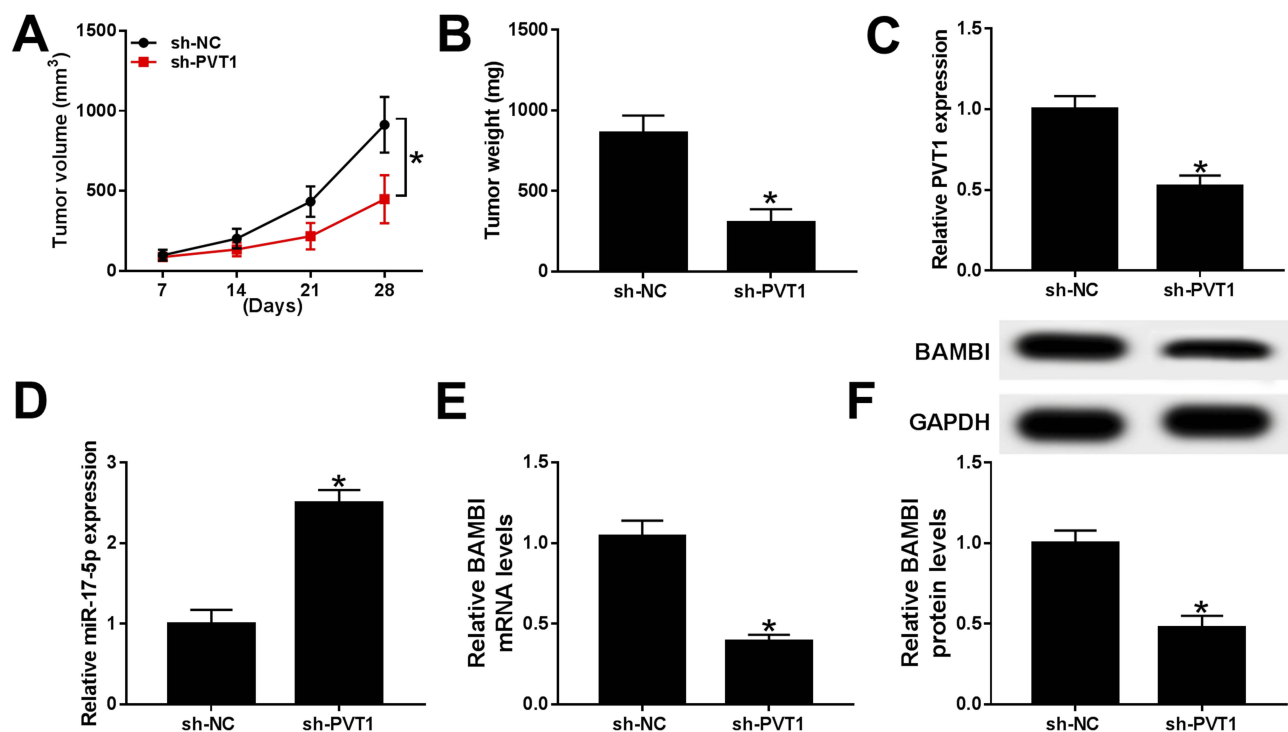 A
Tumor volume (mm3)
1500
1000
500
0
sh-NC
sh-PVT1
*
7 14 21 28
(Days)
B
Tumor weight (mg)
1500
1000
500
0
*
sh-NC sh-PVT1
C
Relative PVT1 expression
1.5
1.0
0.5
0.0
*
sh-NC sh-PVT1
D
Relative miR-17-5p expression
3
2
1
0
*
sh-NC sh-PVT1
E
Relative BAMBI
mRNA levels
1.5
1.0
0.5
0.0
*
sh-NC sh-PVT1
F
BAMBI
GAPDH
Relative BAMBI
protein levels
1.5
1.0
0.5
0.0
*
sh-NC sh-PVT1